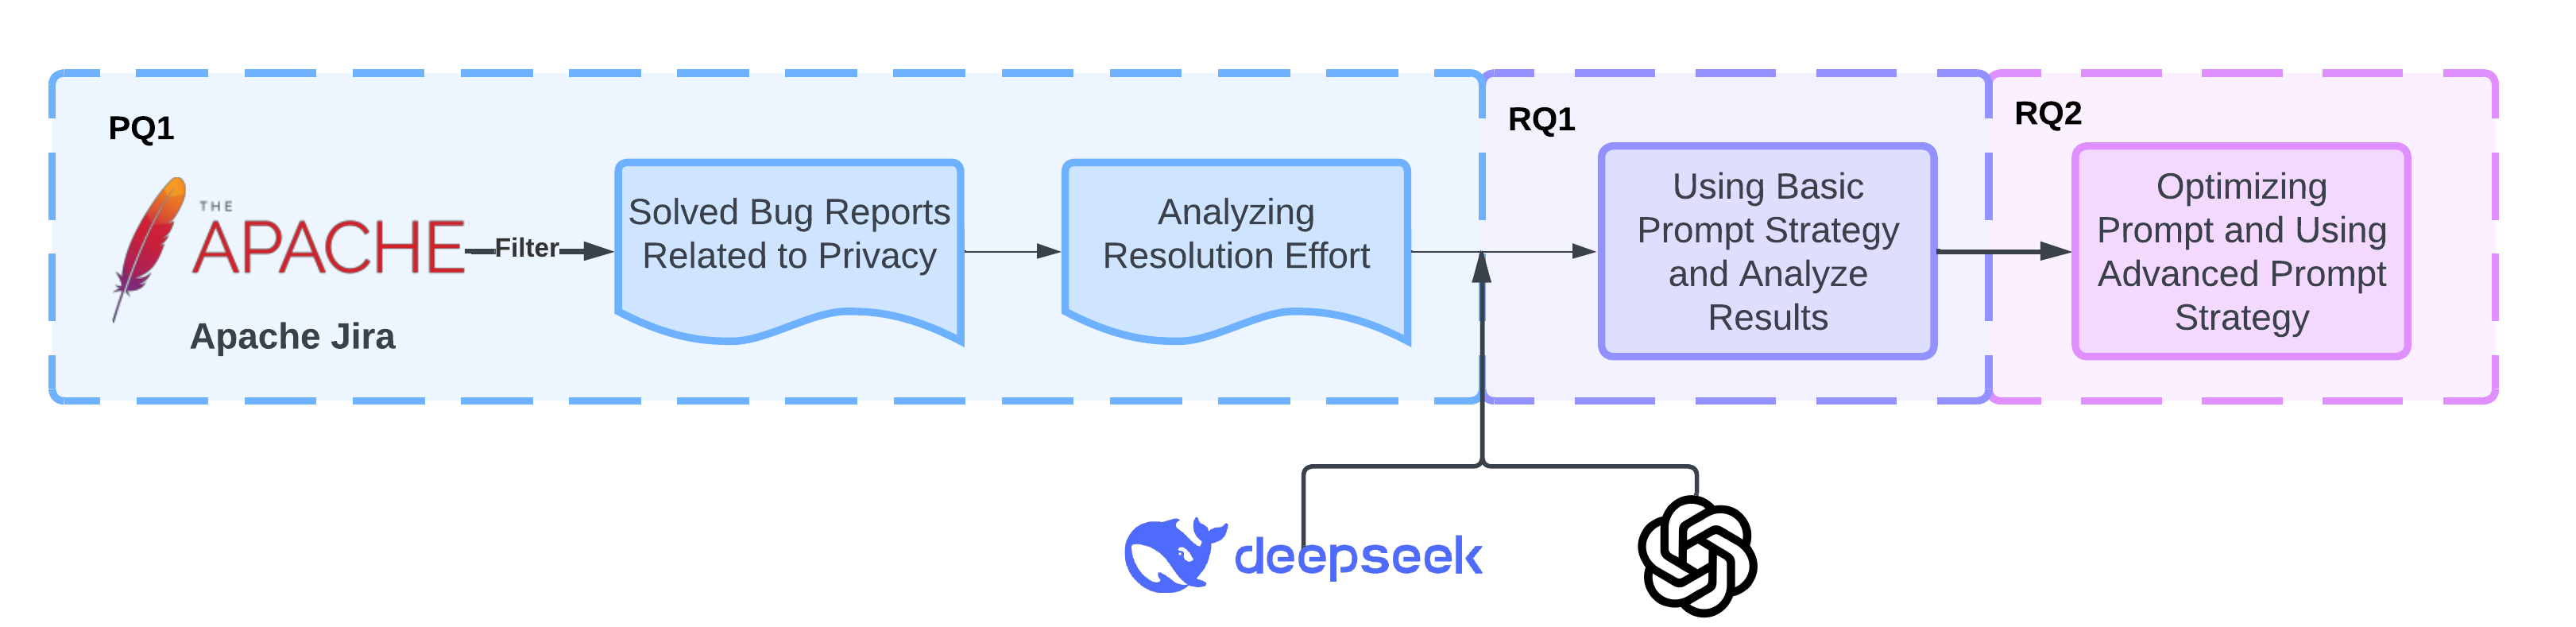 PQ1
THE
APACHE
Apache Jira
Filter
Solved Bug Reports
Related to Privacy
Analyzing
Resolution Effort
RQ1
Using Basic
Prompt Strategy
and Analyze
Results
RQ2
Optimizing
Prompt and Using
Advanced Prompt
Strategy
deepseek